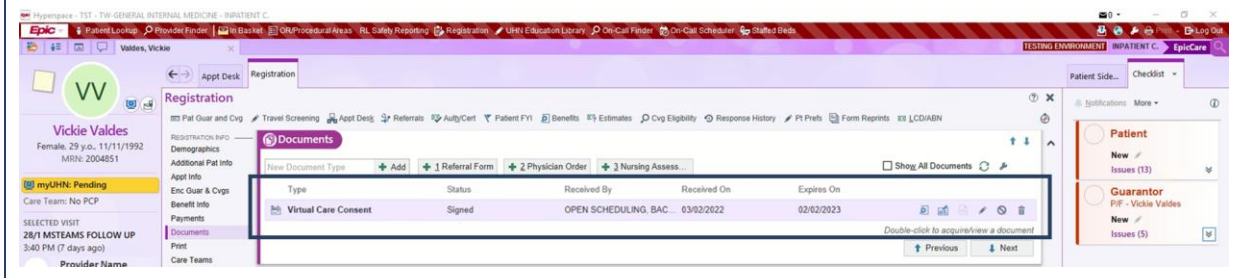 Hyperspace - TST - TW-GENERAL INTERNAL MEDICINE - INPATIENT C.
Epic Patient Lookup Provider Finder In Basket OR/Procedural Areas RL Safety Reporting Registration UHN Education Library On-Call Finder On-Call Scheduler Staffed Beds Print Log Out
Valdes, Vickie TESTING ENVIRONMENT INPATIENT C. EpicCare
Appt Desk Registration Patient Side... Checklist
VV
Registration
Notifications More
Pat Guar and Cvg Travel Screening Appt Desk Referrals Auth/Cert Patient FYI Benefits Estimates Cvg Eligibility Response History Pt Prefs Form Reprints LCD/ABN
Vickie Valdes
Female, 29 y.o., 11/11/1992
MRN: 2004851
myUHN: Pending
Care Team: No PCP
SELECTED VISIT
28/1 MSTEAMS FOLLOW UP
3:40 PM (7 days ago)
Provider Name
REGISTRATION INFO
Demographics
Additional Pat Info
Appt Info
Enc Guar & Cvgs
Benefit Info
Payments
Documents
Print
Care Teams
Documents
New Document Type Add 1 Referral Form 2 Physician Order 3 Nursing Assess... Show All Documents
Type Status Received By Received On Expires On
Virtual Care Consent Signed OPEN SCHEDULING, BAC... 03/02/2022 02/02/2023
Double-click to acquire/view a document
Previous Next
Patient
New
Issues (13)
Guarantor
P/F - Vickie Valdes
New
Issues (5)